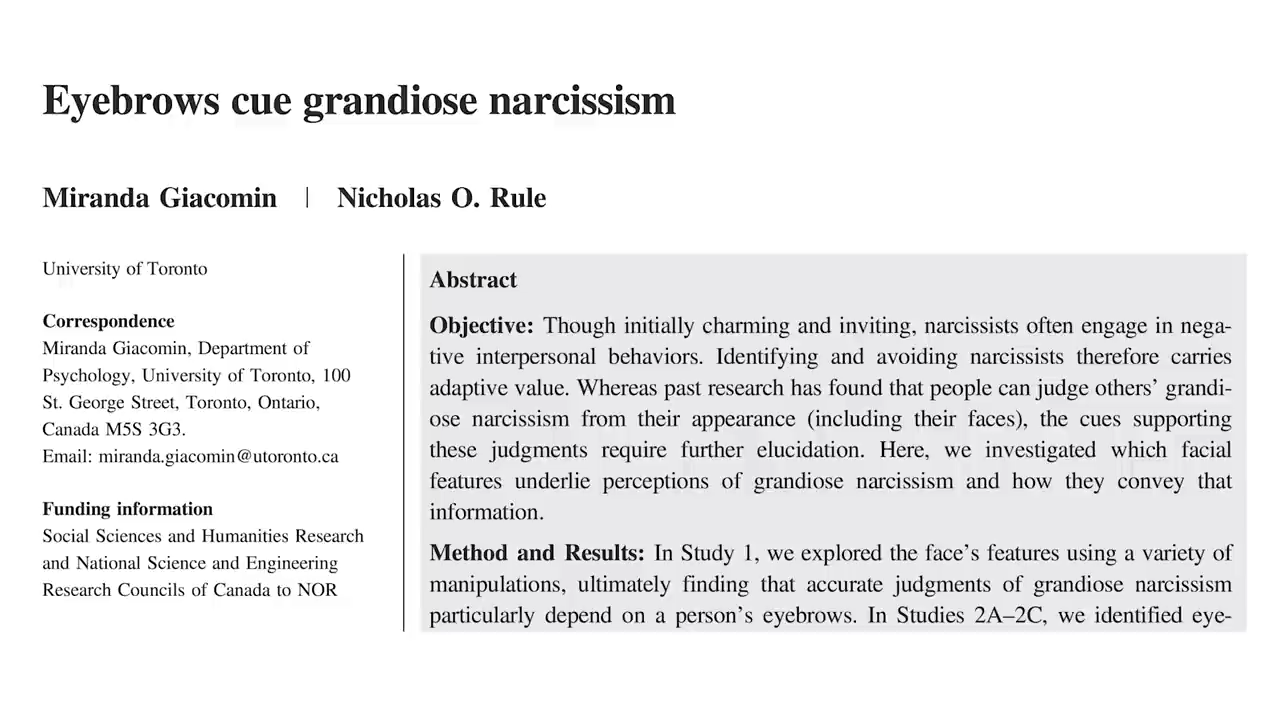 Eyebrows cue grandiose narcissism
Miranda Giacomin | Nicholas O. Rule
University of Toronto
Correspondence
Miranda Giacomin, Department of
Psychology, University of Toronto, 100
St. George Street, Toronto, Ontario,
Canada M5S 3G3.
Email: miranda.giacomin@utoronto.ca
Funding information
Social Sciences and Humanities Research
and National Science and Engineering
Research Councils of Canada to NOR
Abstract
Objective: Though initially charming and inviting, narcissists often engage in nega-
tive interpersonal behaviors. Identifying and avoiding narcissists therefore carries
adaptive value. Whereas past research has found that people can judge others’ grandi-
ose narcissism from their appearance (including their faces), the cues supporting
these judgments require further elucidation. Here, we investigated which facial
features underlie perceptions of grandiose narcissism and how they convey that
information.
Method and Results: In Study 1, we explored the face’s features using a variety of
manipulations, ultimately finding that accurate judgments of grandiose narcissism
particularly depend on a person’s eyebrows. In Studies 2A–2C, we identified eye-